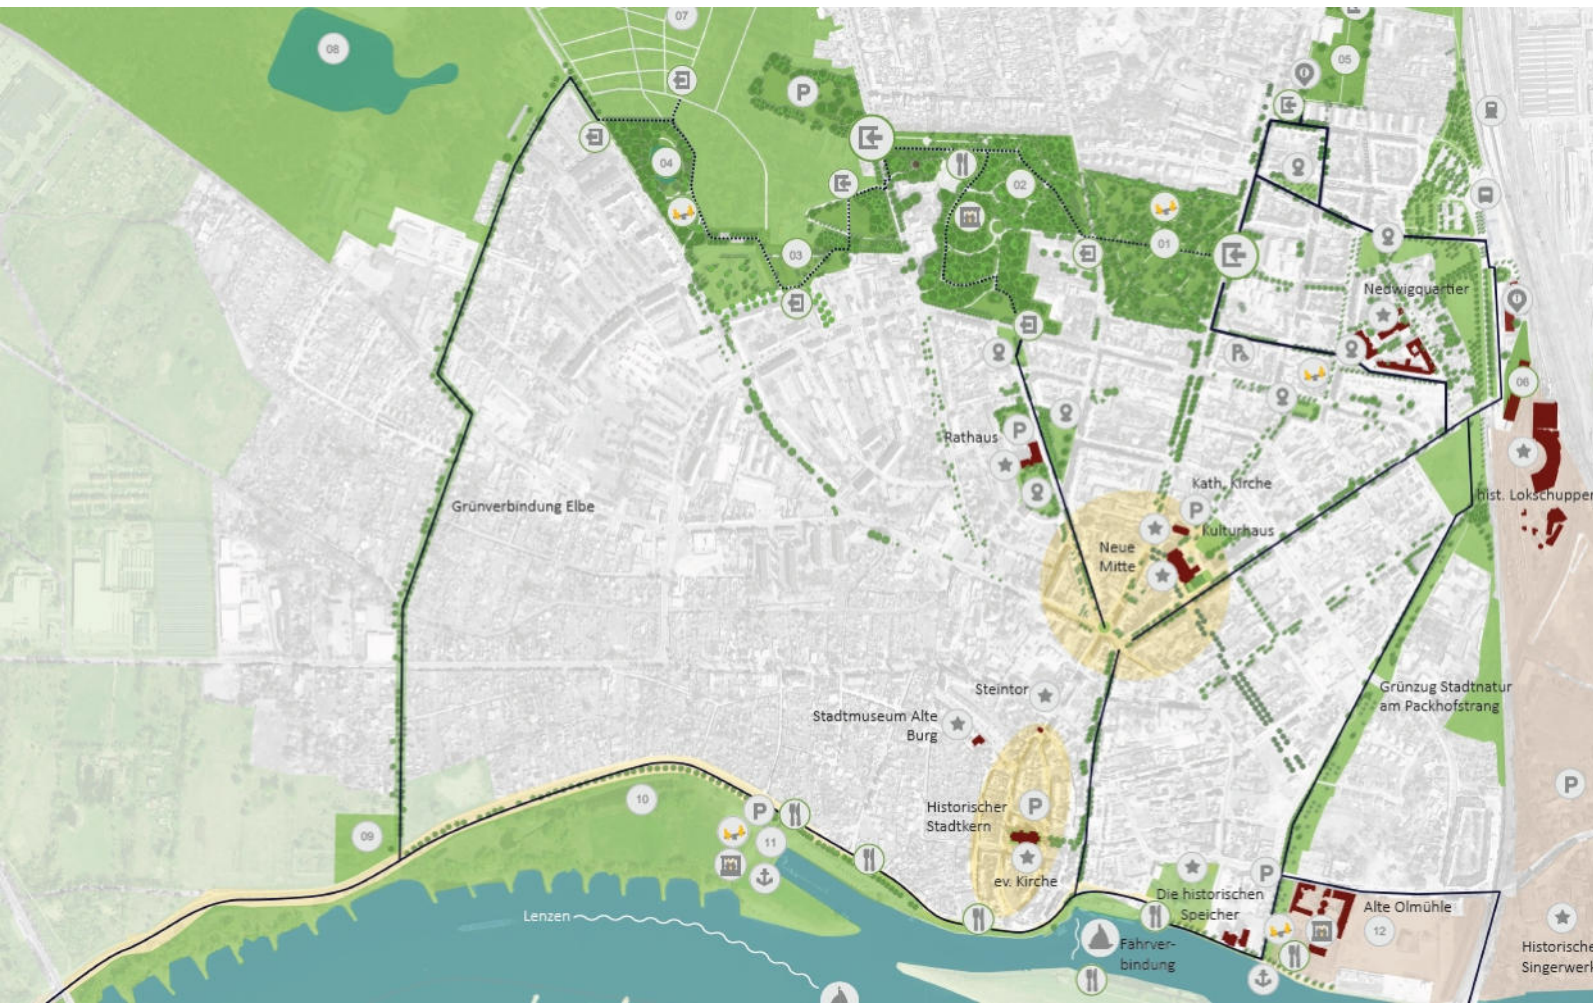 07
08
05
P
04
02
01
03
Nedwigquartier
P
06
Rathaus
P
hist. Lokschuppen
Kath. Kirche
P
Kulturhaus
Grünverbindung Elbe
Neue
Mitte
Steintor
Grünzug Stadtnatur
am Packhofstrang
Stadtmuseum Alte
Burg
P
10
P
Historischer
Stadtkern
P
09
11
ev. Kirche
P
Die historischen
Speicher
Alte Ölmühle
12
Lenzen
Fährver-
bindung
Historische
Singerwerk